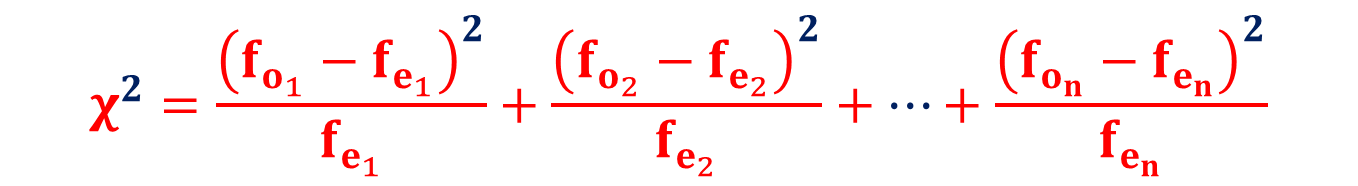 χ² = (f_{o_1} − f_{e_1})² / f_{e_1} + (f_{o_2} − f_{e_2})² / f_{e_2} + ⋯ + (f_{o_n} − f_{e_n})² / f_{e_n}